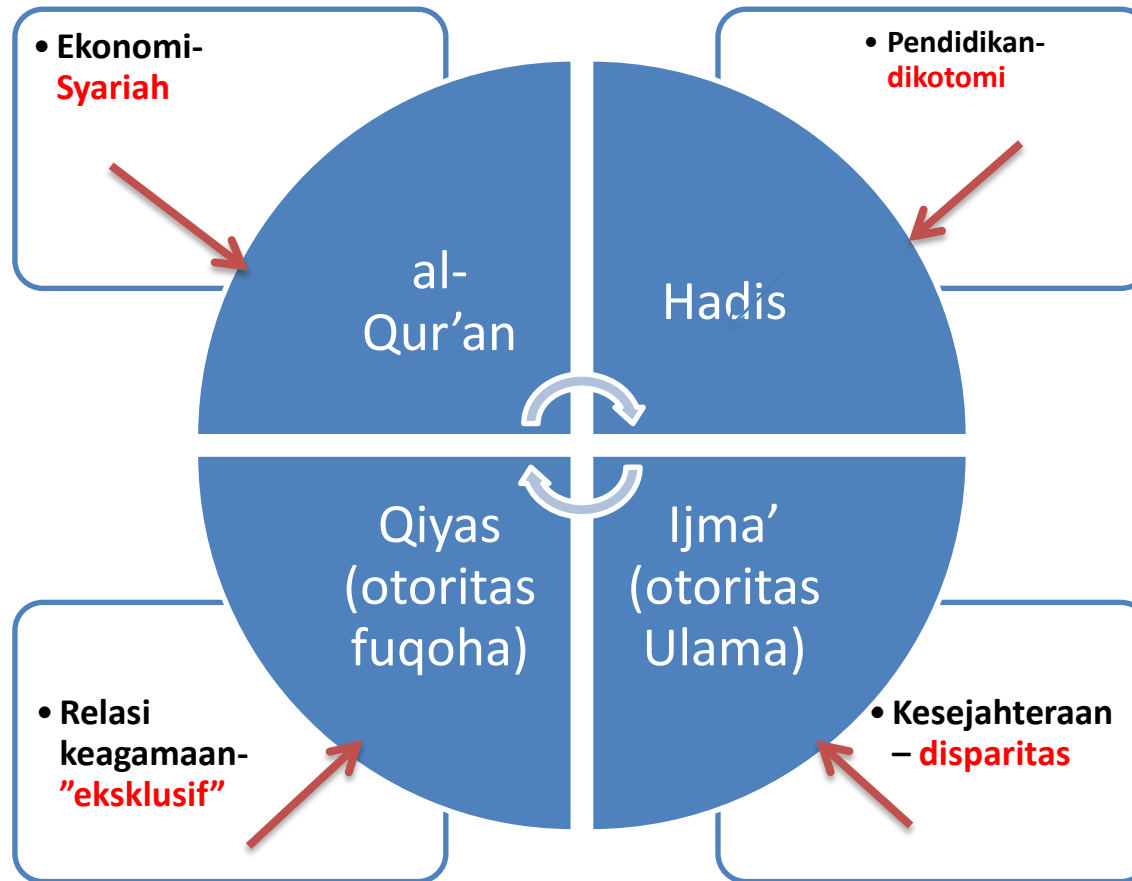 • Ekonomi-
Syariah
• Pendidikan-
dikotomi
al-
Qur’an
Hadis
Qiyas
(otoritas
fuqoha)
Ijma’
(otoritas
Ulama)
• Relasi
keagamaan-
”eksklusif”
• Kesejahteraan
– disparitas